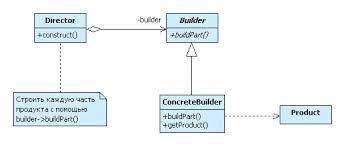 Director
+construct()
-builder
Builder
+buildPart()
Строить каждую часть
продукта с помощью
builder->buildPart()
ConcreteBuilder
+buildPart()
+getProduct()
Product